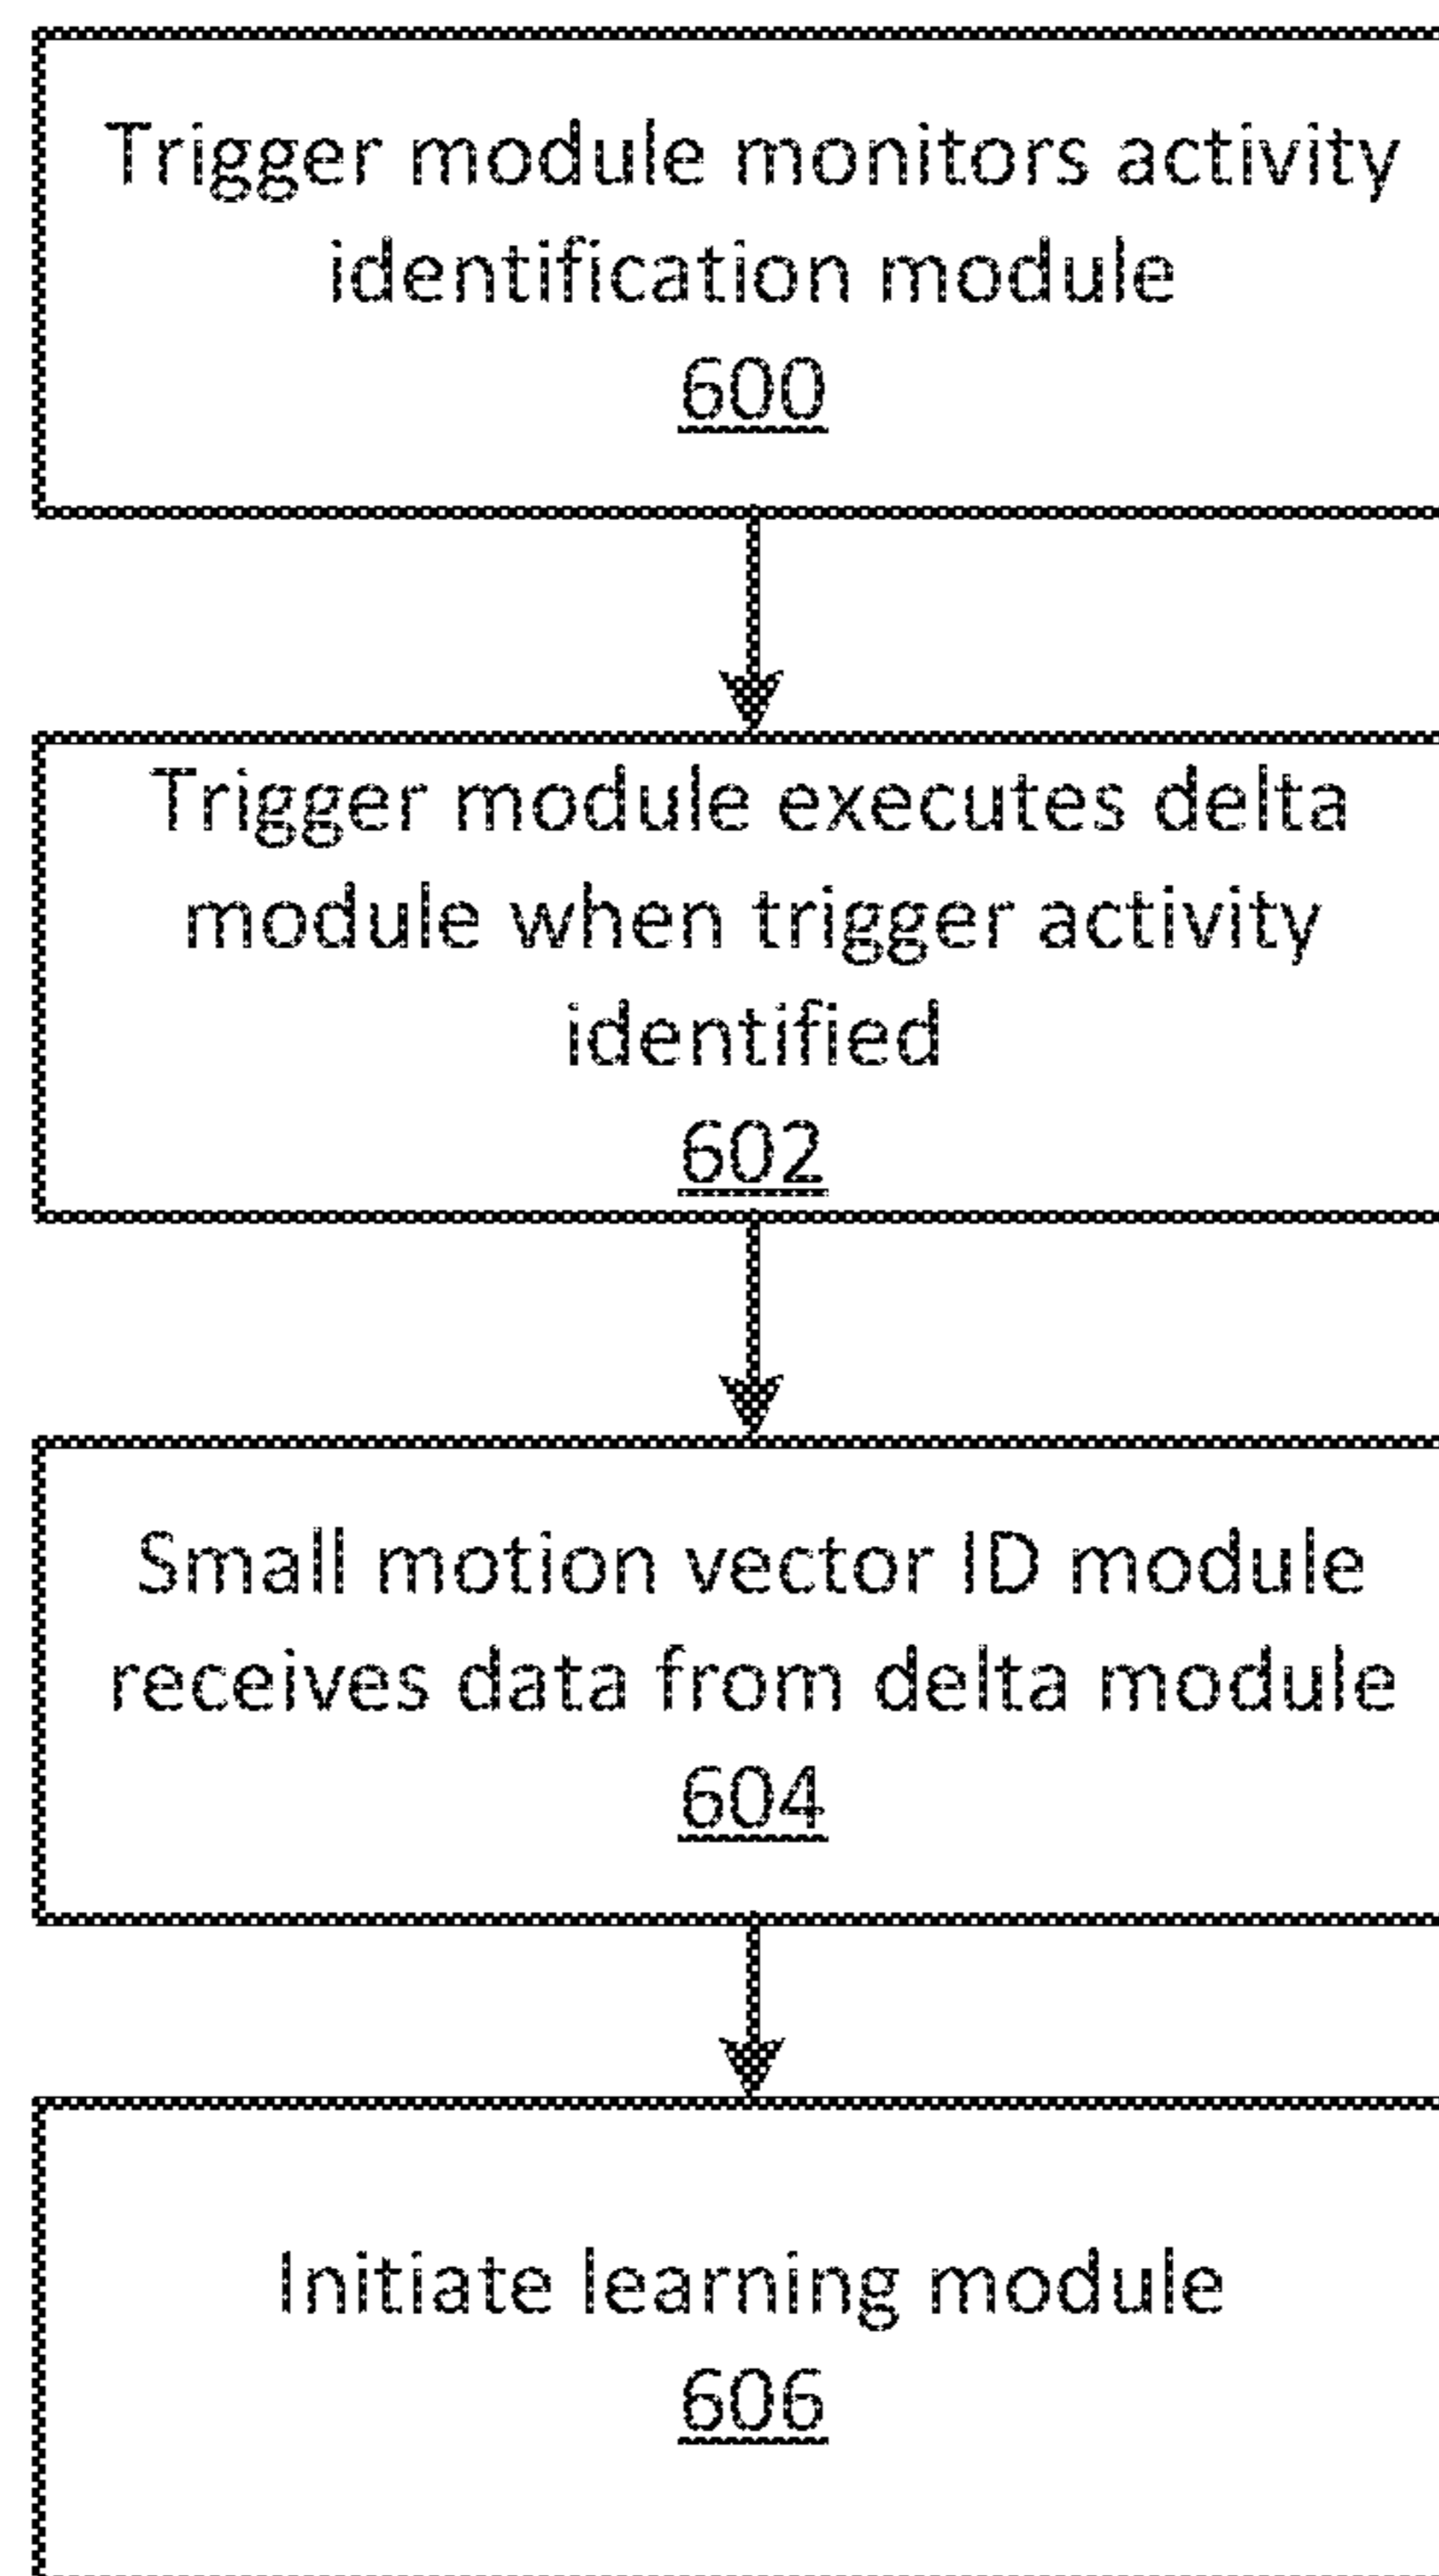 Trigger module monitors activity
identification module
600
Trigger module executes delta
module when trigger activity
identified
602
Small motion vector ID module
receives data from delta module
604
Initiate learning module
606